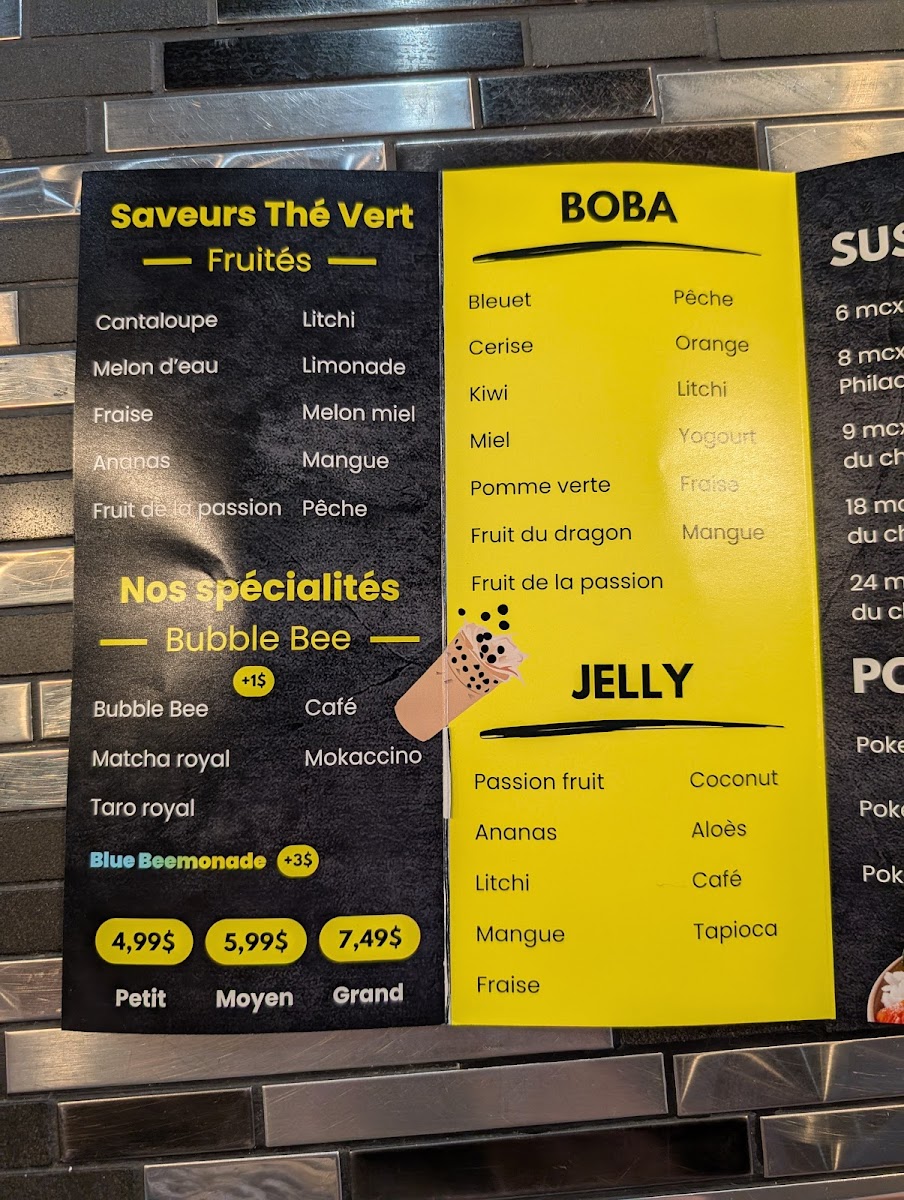 Saveurs Thé Vert
Fruités
Cantaloupe
Melon d'eau
Fraise
Ananas
Fruit de la passion
Litchi
Limonade
Melon miel
Mangue
Pêche
Nos spécialités
Bubble Bee
+1$
Bubble Bee
Matcha royal
Taro royal
Café
Mokaccino
Blue Beemonade +3$
4,99$ 5,99$ 7,49$
Petit Moyen Grand
BOBA
Bleuet
Cerise
Kiwi
Miel
Pomme verte
Fruit du dragon
Fruit de la passion
Pêche
Orange
Litchi
Yogourt
Fraise
Mangue
JELLY
Passion fruit
Ananas
Litchi
Mangue
Fraise
Coconut
Aloès
Café
Tapioca
6 mcx
8 mcx
9 mcx
18
24